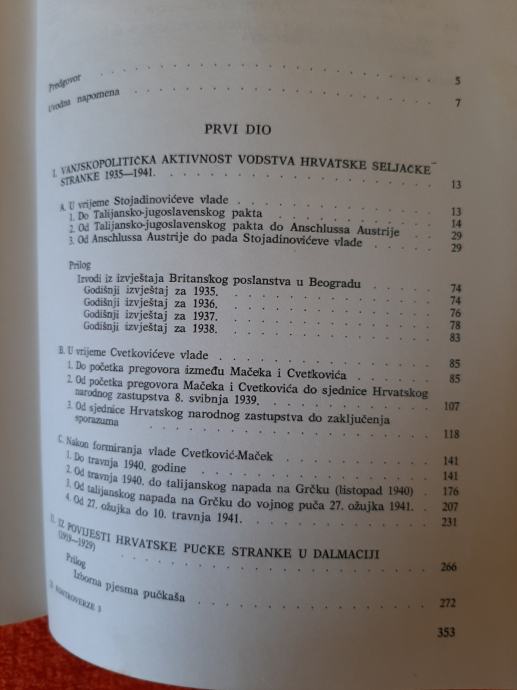 Predgovor . . . . . . . . . . . . . . . 5
Uvodna napomena . . . . . . . . . . . . . 7
PRVI DIO
I. VANJSKOPOLITIČKA AKTIVNOST VODSTVA HRVATSKE SELJAČKE
STRANKE 1935—1941. . . . . . . . . . . . 13
A. U vrijeme Stojadinovićeve vlade . . . . . . . . 13
1. Do Talijansko-jugoslavenskog pakta . . . . . . . 14
2. Od Talijansko-jugoslavenskog pakta do Anschlussa Austrije . 29
3. Od Anschlussa Austrije do pada Stojadinovićeve vlade . . . 29
Prilog
Izvodi iz izvještaja Britanskog poslanstva u Beogradu . . . 74
Godišnji izvještaj za 1935. . . . . . . . . . 74
Godišnji izvještaj za 1936. . . . . . . . . . 76
Godišnji izvještaj za 1937. . . . . . . . . . 78
Godišnji izvještaj za 1938. . . . . . . . . . 83
B. U vrijeme Cvetkovićeve vlade . . . . . . . . . 85
1. Do početka pregovora između Mačeka i Cvetkovića . . . . 85
2. Od početka pregovora Mačeka i Cvetkovića do sjednice Hrvatskog
narodnog zastupstva 8. svibnja 1939. . . . . . . . 107
3. Od sjednice Hrvatskog narodnog zastupstva do zaključenja
sporazuma . . . . . . . . . . . . . 118
C. Nakon formiranja vlade Cvetković-Maček . . . . . . 141
1. Do travnja 1940. godine . . . . . . . . . . 141
2. Od travnja 1940. do talijanskog napada na Grčku (listopad 1940) . 176
3. Od talijanskog napada na Grčku do vojnog puča 27. ožujka 1941. . 207
4. Od 27. ožujka do 10. travnja 1941. . . . . . . . 231
II. IZ POVIJESTI HRVATSKE PUČKE STRANKE U DALMACIJI
(1919—1929) . . . . . . . . . . . . . 266
Prilog
Izborna pjesma pučkaša . . . . . . . . . . 272
KONTROVERZE 3
353